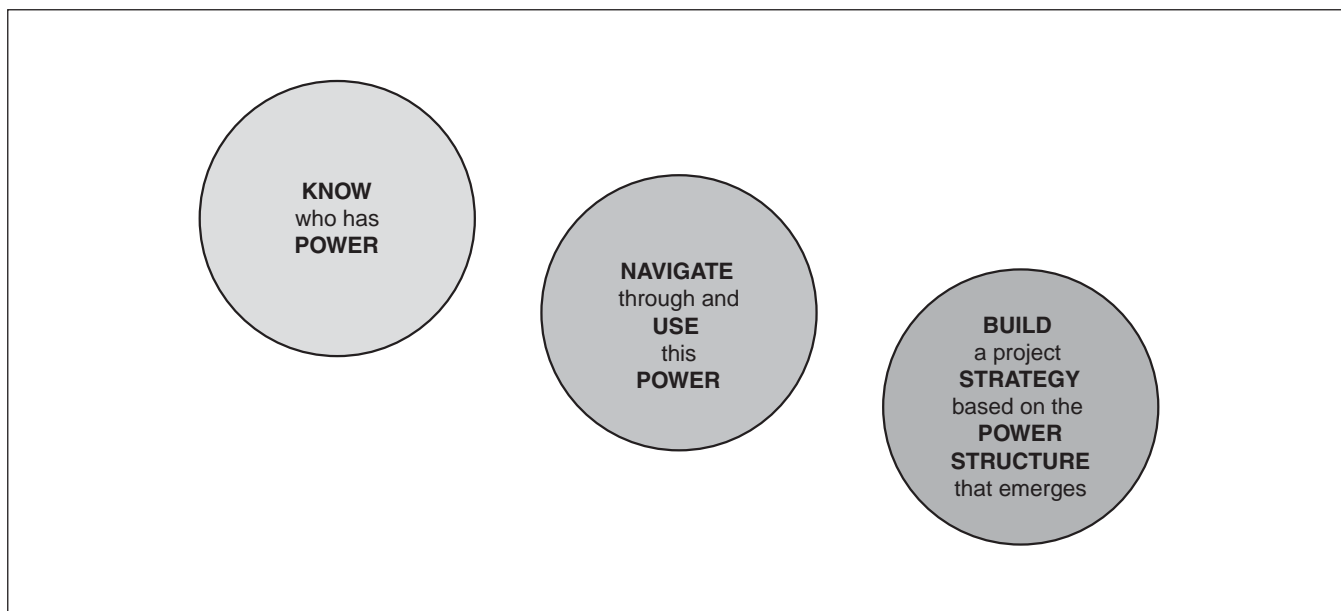 KNOW
who has
POWER
NAVIGATE
through and
USE
this
POWER
BUILD
a project
STRATEGY
based on the
POWER
STRUCTURE
that emerges